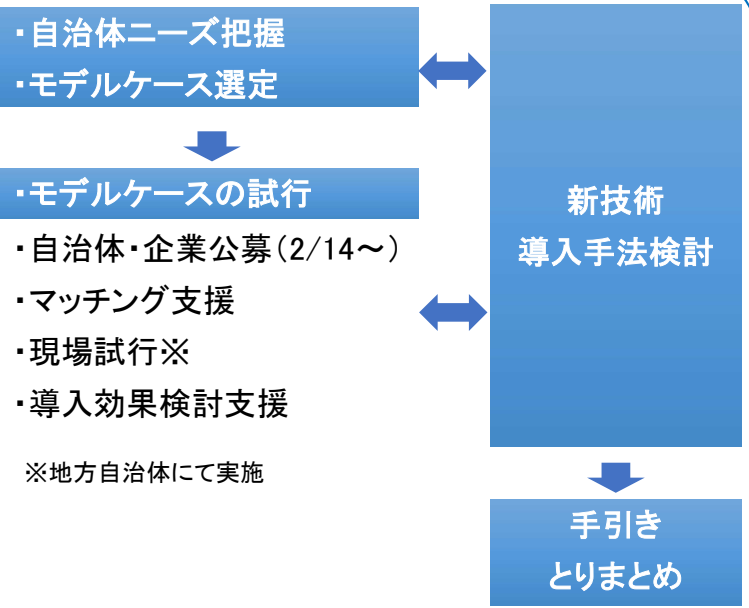 ・自治体ニーズ把握
・モデルケース選定
・モデルケースの試行
・自治体・企業公募(2/14～)
・マッチング支援
・現場試行※
・導入効果検討支援
※地方自治体にて実施
新技術
導入手法検討
手引き
とりまとめ